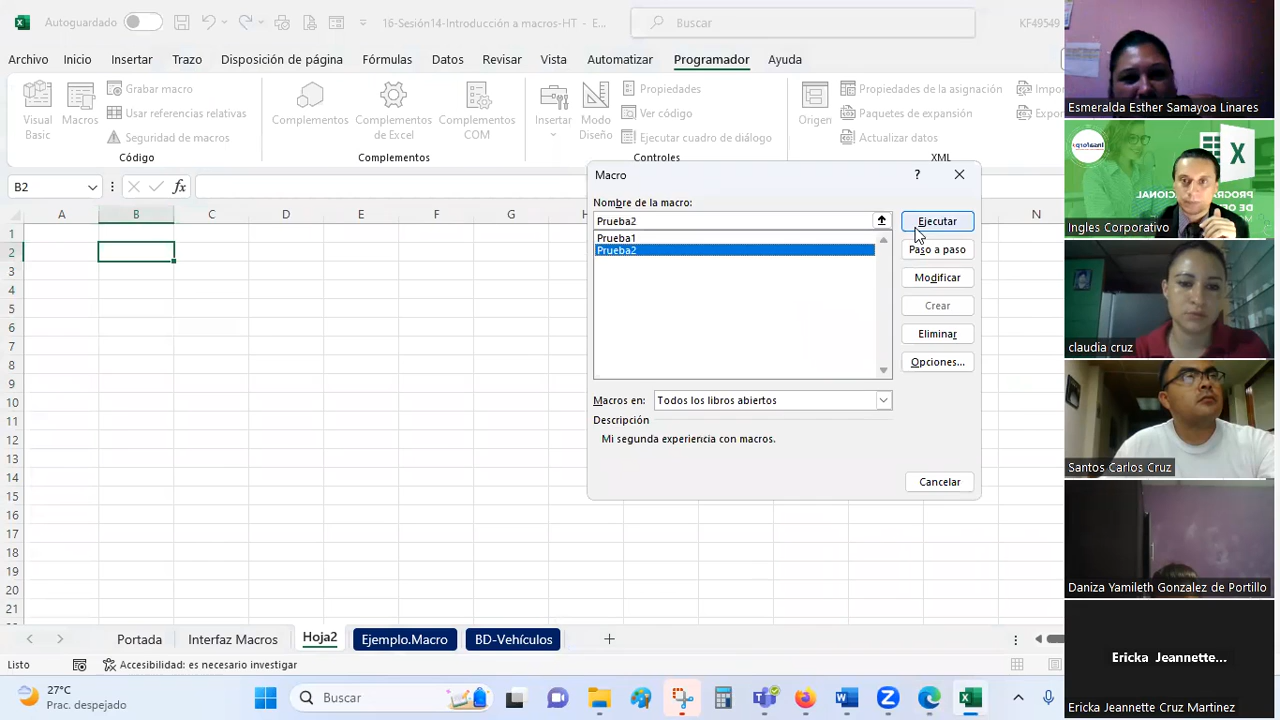 Autoguardado
16-Sesión14-Introducción a macros-HT - E...
Buscar
KF49549
Archivo Inicio Insertar Trazo Disposición de página Fórmulas Datos Revisar Vista Automatizar Programador Ayuda
Visual Basic
Macros
Grabar macro
Usar referencias relativas
Seguridad de macros
Código
Complementos
Complementos de Excel
Complementos COM
Complementos
Insertar
Modo Diseño
Propiedades
Ver código
Ejecutar cuadro de diálogo
Controles
Origen
Propiedades de la asignación
Paquetes de expansión
Actualizar datos
XML
B2
fx
A B C D E F G H N
1
2
3
4
5
6
7
8
9
10
11
12
13
14
15
16
17
18
19
20
21
Macro
?
Nombre de la macro:
Prueba2
Prueba1
Prueba2
Ejecutar
Paso a paso
Modificar
Crear
Eliminar
Opciones...
Macros en: Todos los libros abiertos
Descripción
Mi segunda experiencia con macros.
Cancelar
Portada Interfaz Macros Hoja2 Ejemplo.Macro BD-Vehículos
Listo
Accesibilidad: es necesario investigar
27°C
Prac. despejado
Buscar
Esmeralda Esther Samayoa Linares
Ingles Corporativo
claudia cruz
Santos Carlos Cruz
Daniza Yamileth Gonzalez de Portillo
Ericka Jeannette...
Ericka Jeannette Cruz Martinez